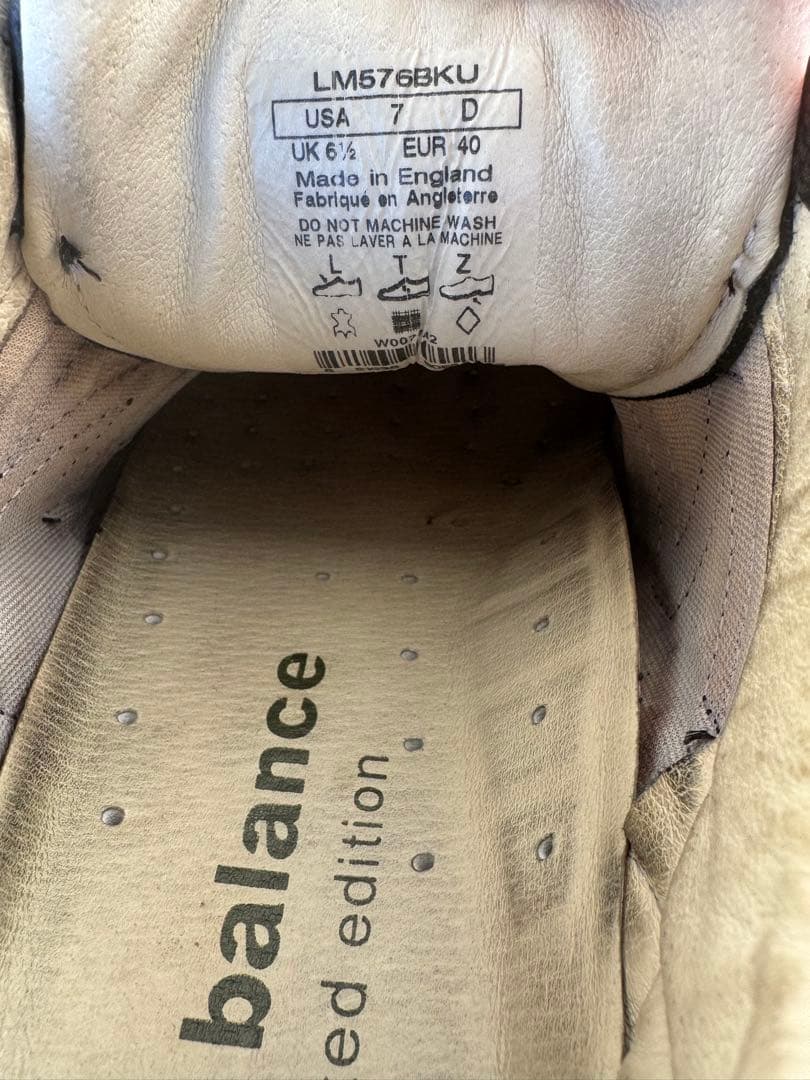 LM576BKU
USA 7 D
UK 6½ EUR 40
Made in England
Fabriqué en Angleterre
DO NOT MACHINE WASH
NE PAS LAVER A LA MACHINE
L T Z
balance
edition